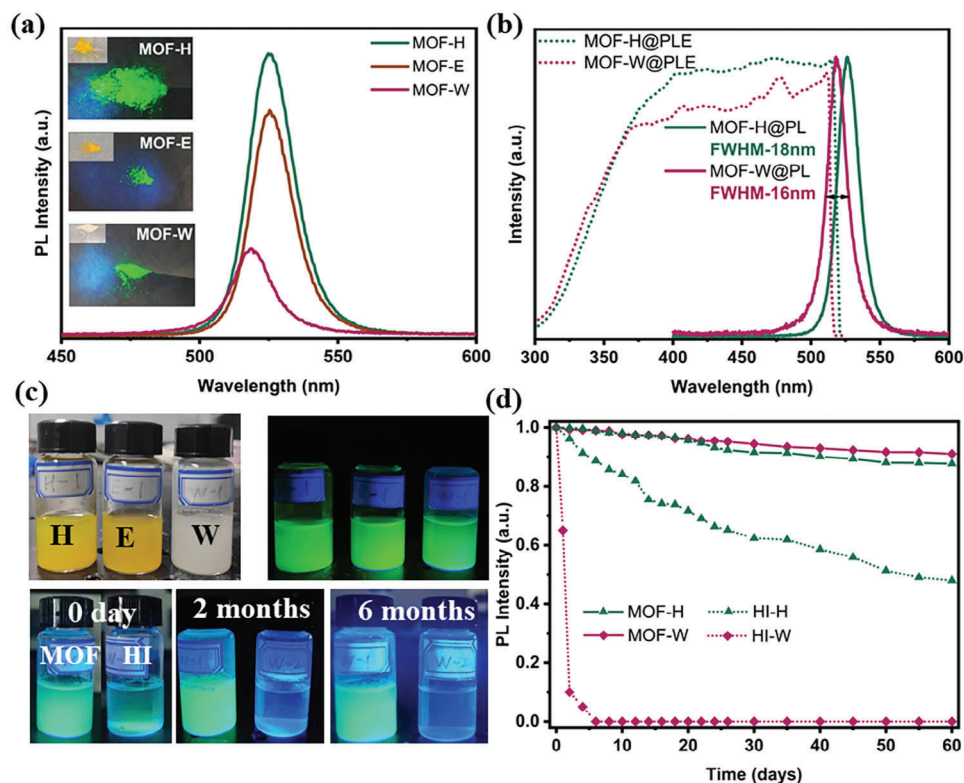 (a)
MOF-H
MOF-E
MOF-W
MOF-H
MOF-E
MOF-W
PL Intensity (a.u.)
450 500 550 600
Wavelength (nm)
(b)
MOF-H@PLE
MOF-W@PLE
MOF-H@PL
FWHM-18nm
MOF-W@PL
FWHM-16nm
Intensity (a.u.)
300 350 400 450 500 550 600
Wavelength (nm)
(c)
H-1 E-1 W-1
H E W
0 day 2 months 6 months
MOF HI
(d)
PL Intensity (a.u.)
1.0
0.8
0.6
0.4
0.2
0.0
MOF-H HI-H
MOF-W HI-W
0 10 20 30 40 50 60
Time (days)